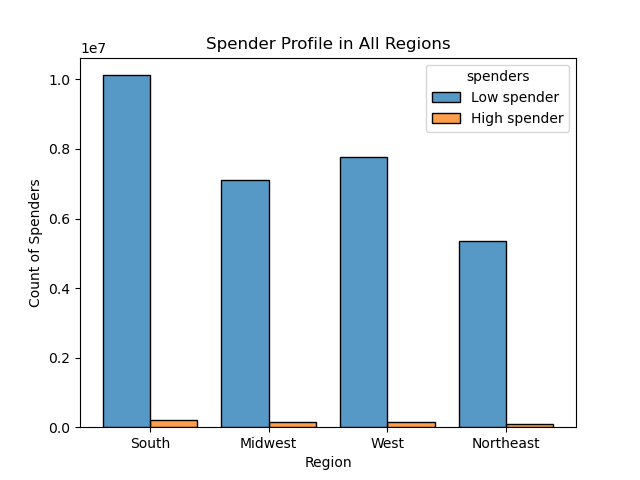 Spender Profile in All Regions
1e7
1.0
0.8
0.6
0.4
0.2
0.0
Count of Spenders
spenders
Low spender
High spender
South Midwest West Northeast
Region